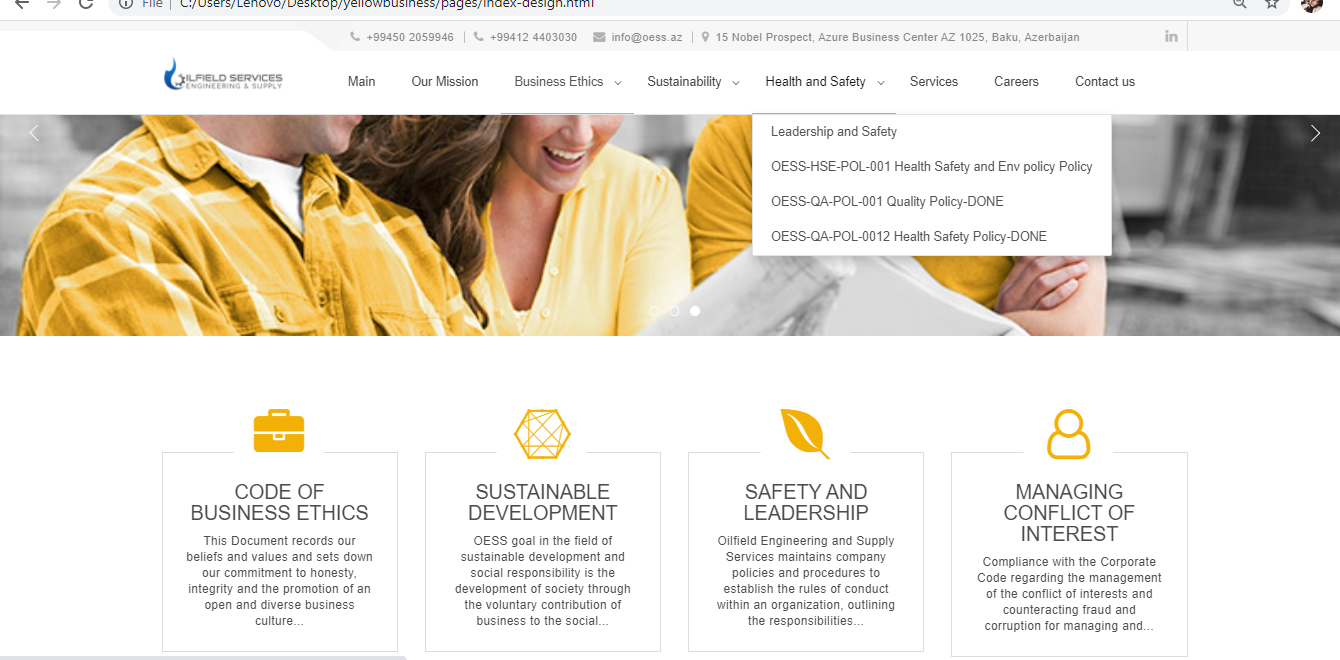 File | C:/Users/Lenovo/Desktop/yellowbusiness/pages/index-design.html
+99450 2059946 | +99412 4403030 info@oess.az | 15 Nobel Prospect, Azure Business Center AZ 1025, Baku, Azerbaijan in
ILFIELD SERVICES
ENGINEERING & SUPPLY
Main Our Mission Business Ethics Sustainability Health and Safety Services Careers Contact us
Leadership and Safety
OESS-HSE-POL-001 Health Safety and Env policy Policy
OESS-QA-POL-001 Quality Policy-DONE
OESS-QA-POL-0012 Health Safety Policy-DONE
CODE OF
BUSINESS ETHICS
This Document records our
beliefs and values and sets down
our commitment to honesty,
integrity and the promotion of an
open and diverse business
culture...
SUSTAINABLE
DEVELOPMENT
OESS goal in the field of
sustainable development and
social responsibility is the
development of society through
the voluntary contribution of
business to the social...
SAFETY AND
LEADERSHIP
Oilfield Engineering and Supply
Services maintains company
policies and procedures to
establish the rules of conduct
within an organization, outlining
the responsibilities...
MANAGING
CONFLICT OF
INTEREST
Compliance with the Corporate
Code regarding the management
of the conflict of interests and
counteracting fraud and
corruption for managing and...